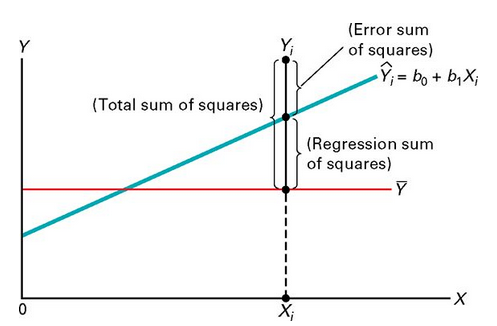 Y
(Error sum
of squares)
Yᵢ
Ŷᵢ = b₀ + b₁Xᵢ
(Total sum of squares)
(Regression sum
of squares)
Y̅
0
Xᵢ
X